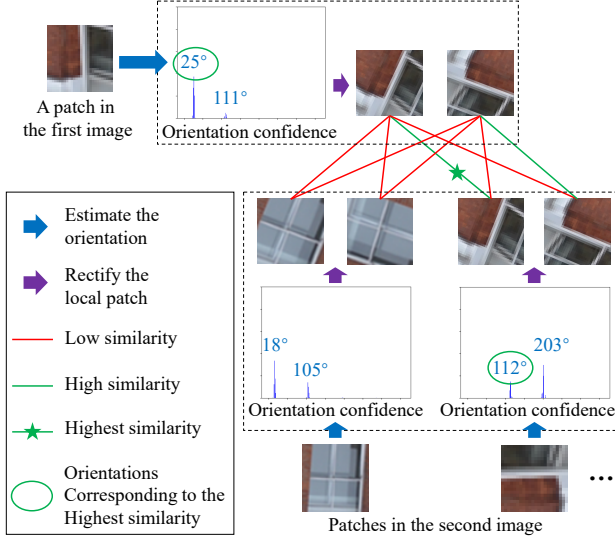 25°
111°
Orientation confidence
A patch in
the first image
Estimate the
orientation
Rectify the
local patch
Low similarity
High similarity
Highest similarity
Orientations
Corresponding to the
Highest similarity
18°
105°
Orientation confidence
112°
203°
Orientation confidence
...
Patches in the second image